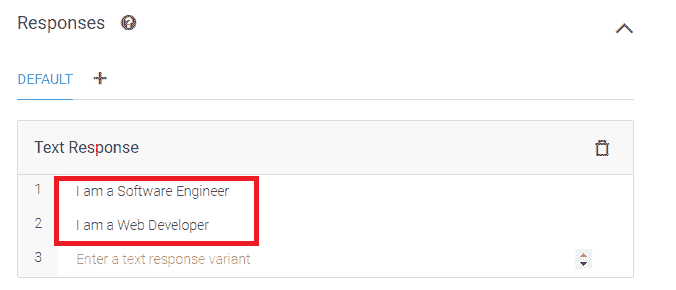 Responses ?
DEFAULT +
Text Response
1 I am a Software Engineer
2 I am a Web Developer
3 Enter a text response variant